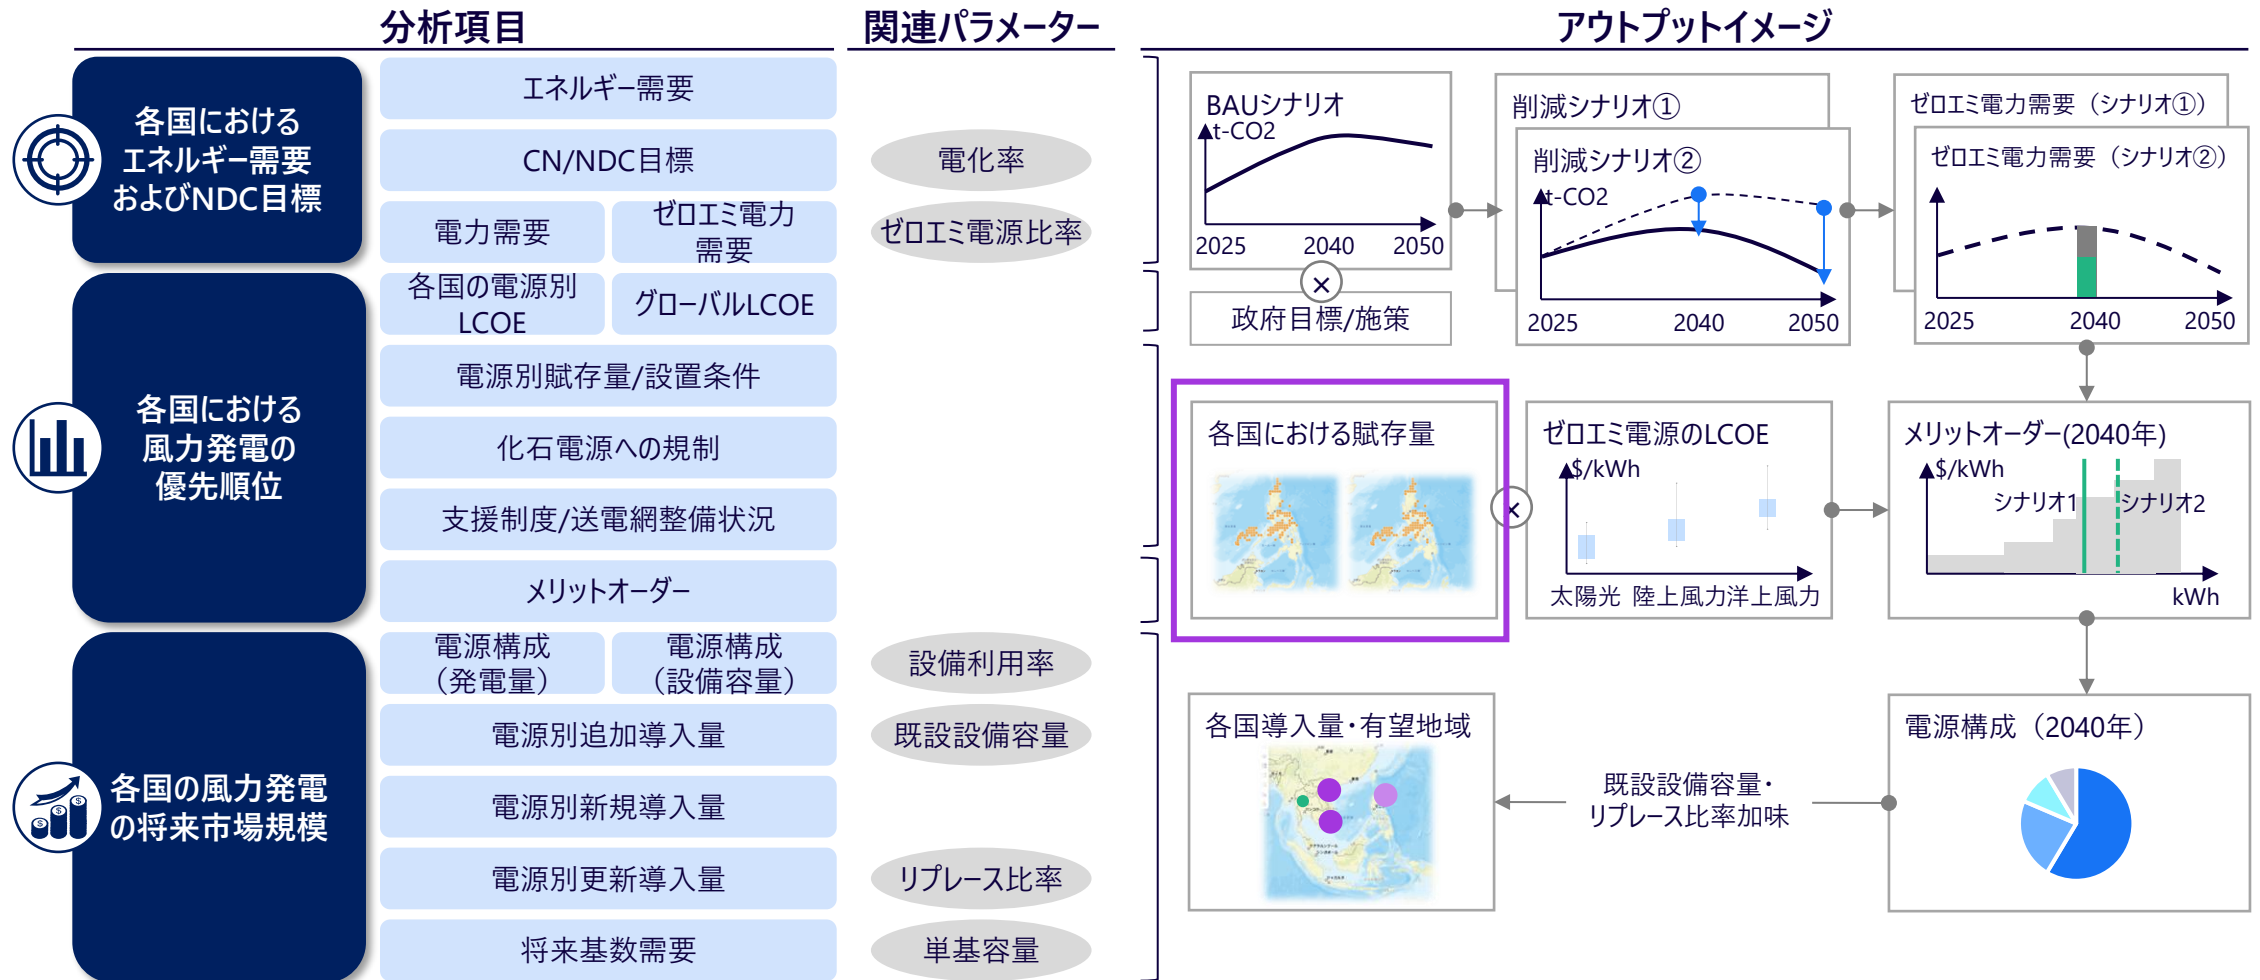 分析項目
関連パラメーター
アウトプットイメージ
各国における
エネルギー需要
およびNDC目標
エネルギー需要
CN/NDC目標
電力需要
ゼロエミ電力
需要
電化率
ゼロエミ電源比率
各国における
風力発電の
優先順位
各国の電源別
LCOE
グローバルLCOE
電源別賦存量/設置条件
化石電源への規制
支援制度/送電網整備状況
メリットオーダー
各国の風力発電
の将来市場規模
電源構成
（発電量）
電源構成
（設備容量）
電源別追加導入量
電源別新規導入量
電源別更新導入量
将来基数需要
設備利用率
既設設備容量
リプレース比率
単基容量
BAUシナリオ
t-CO2
2025
2040
2050
×
政府目標/施策
削減シナリオ①
削減シナリオ②
t-CO2
2025
2040
2050
ゼロエミ電力需要（シナリオ①）
ゼロエミ電力需要（シナリオ②）
2025
2040
2050
各国における賦存量
×
ゼロエミ電源のLCOE
$/kWh
太陽光
陸上風力
洋上風力
メリットオーダー(2040年)
$/kWh
シナリオ1
シナリオ2
kWh
各国導入量・有望地域
既設設備容量・
リプレース比率加味
電源構成（2040年）